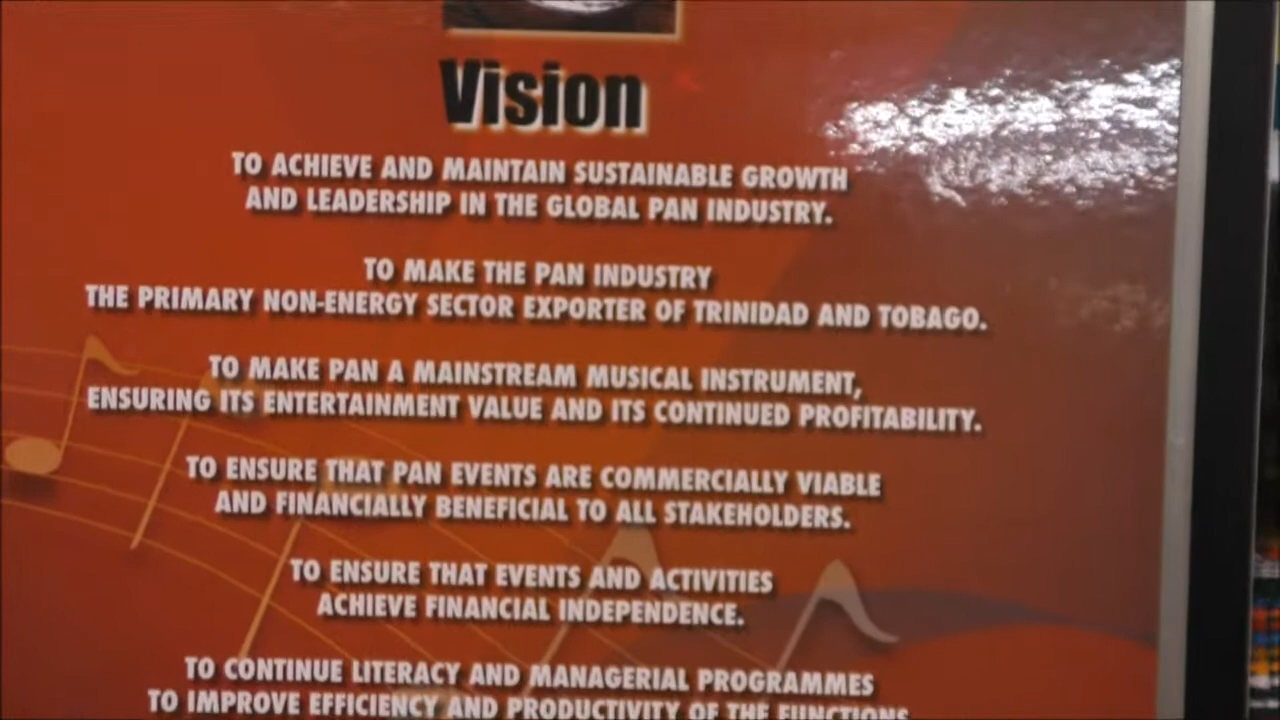 Vision
TO ACHIEVE AND MAINTAIN SUSTAINABLE GROWTH
AND LEADERSHIP IN THE GLOBAL PAN INDUSTRY.
TO MAKE THE PAN INDUSTRY
THE PRIMARY NON-ENERGY SECTOR EXPORTER OF TRINIDAD AND TOBAGO.
TO MAKE PAN A MAINSTREAM MUSICAL INSTRUMENT,
ENSURING ITS ENTERTAINMENT VALUE AND ITS CONTINUED PROFITABILITY.
TO ENSURE THAT PAN EVENTS ARE COMMERCIALLY VIABLE
AND FINANCIALLY BENEFICIAL TO ALL STAKEHOLDERS.
TO ENSURE THAT EVENTS AND ACTIVITIES
ACHIEVE FINANCIAL INDEPENDENCE.
TO CONTINUE LITERACY AND MANAGERIAL PROGRAMMES
TO IMPROVE EFFICIENCY AND PRODUCTIVITY OF THE FUNCTIONS